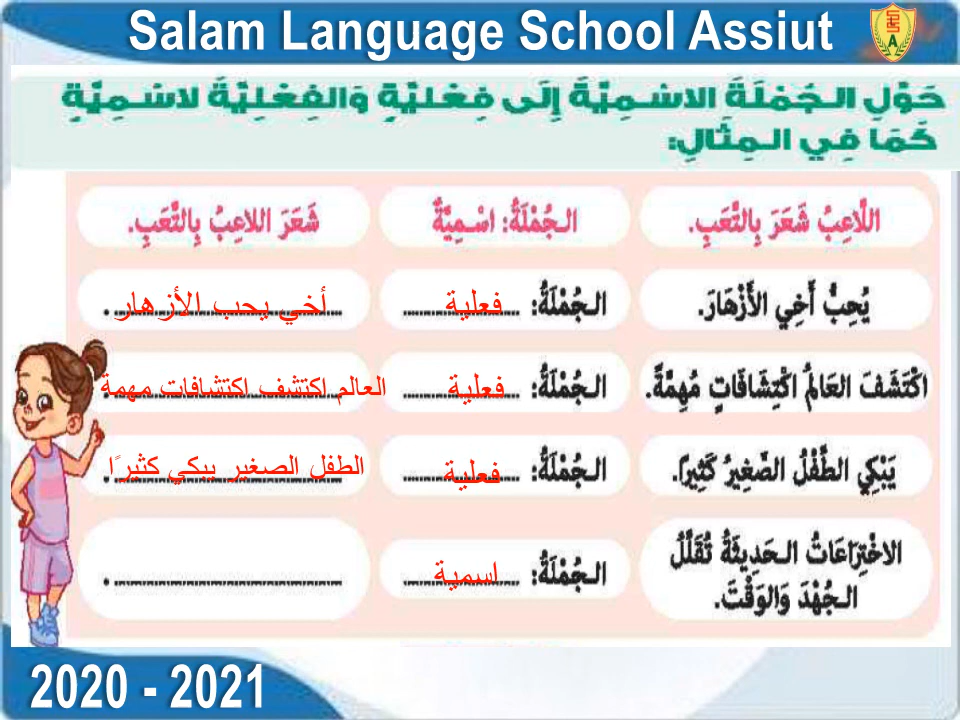 Salam Language School Assiut
حَوِّلِ الجُمْلَةَ الاسْمِيَّةَ إِلَى فِعْلِيَّةٍ وَالفِعْلِيَّةَ لاسْمِيَّةٍ
كَمَا فِي المِثَالِ:
اللَّاعِبُ شَعَرَ بِالتَّعَبِ. الجُمْلَةُ: اسْمِيَّةٌ شَعَرَ اللاعِبُ بِالتَّعَبِ.
يُحِبُّ أَخِي الأَزْهَارَ. الجُمْلَةُ: فعلية أخي يحب الأزهار.
اكْتَشَفَ العَالِمُ اكْتِشَافَاتٍ مُهِمَّةً. الجُمْلَةُ: فعلية العالم اكتشف اكتشافات مهمة.
يَبْكِي الطِّفْلُ الصَّغِيرُ كَثِيرًا. الجُمْلَةُ: فعلية الطفل الصغير يبكي كثيرًا.
الاخْتِرَاعَاتُ الحَدِيثَةُ تُقَلِّلُ
الجُهْدَ وَالوَقْتَ. الجُمْلَةُ: اسمية ........................ .
2020 - 2021